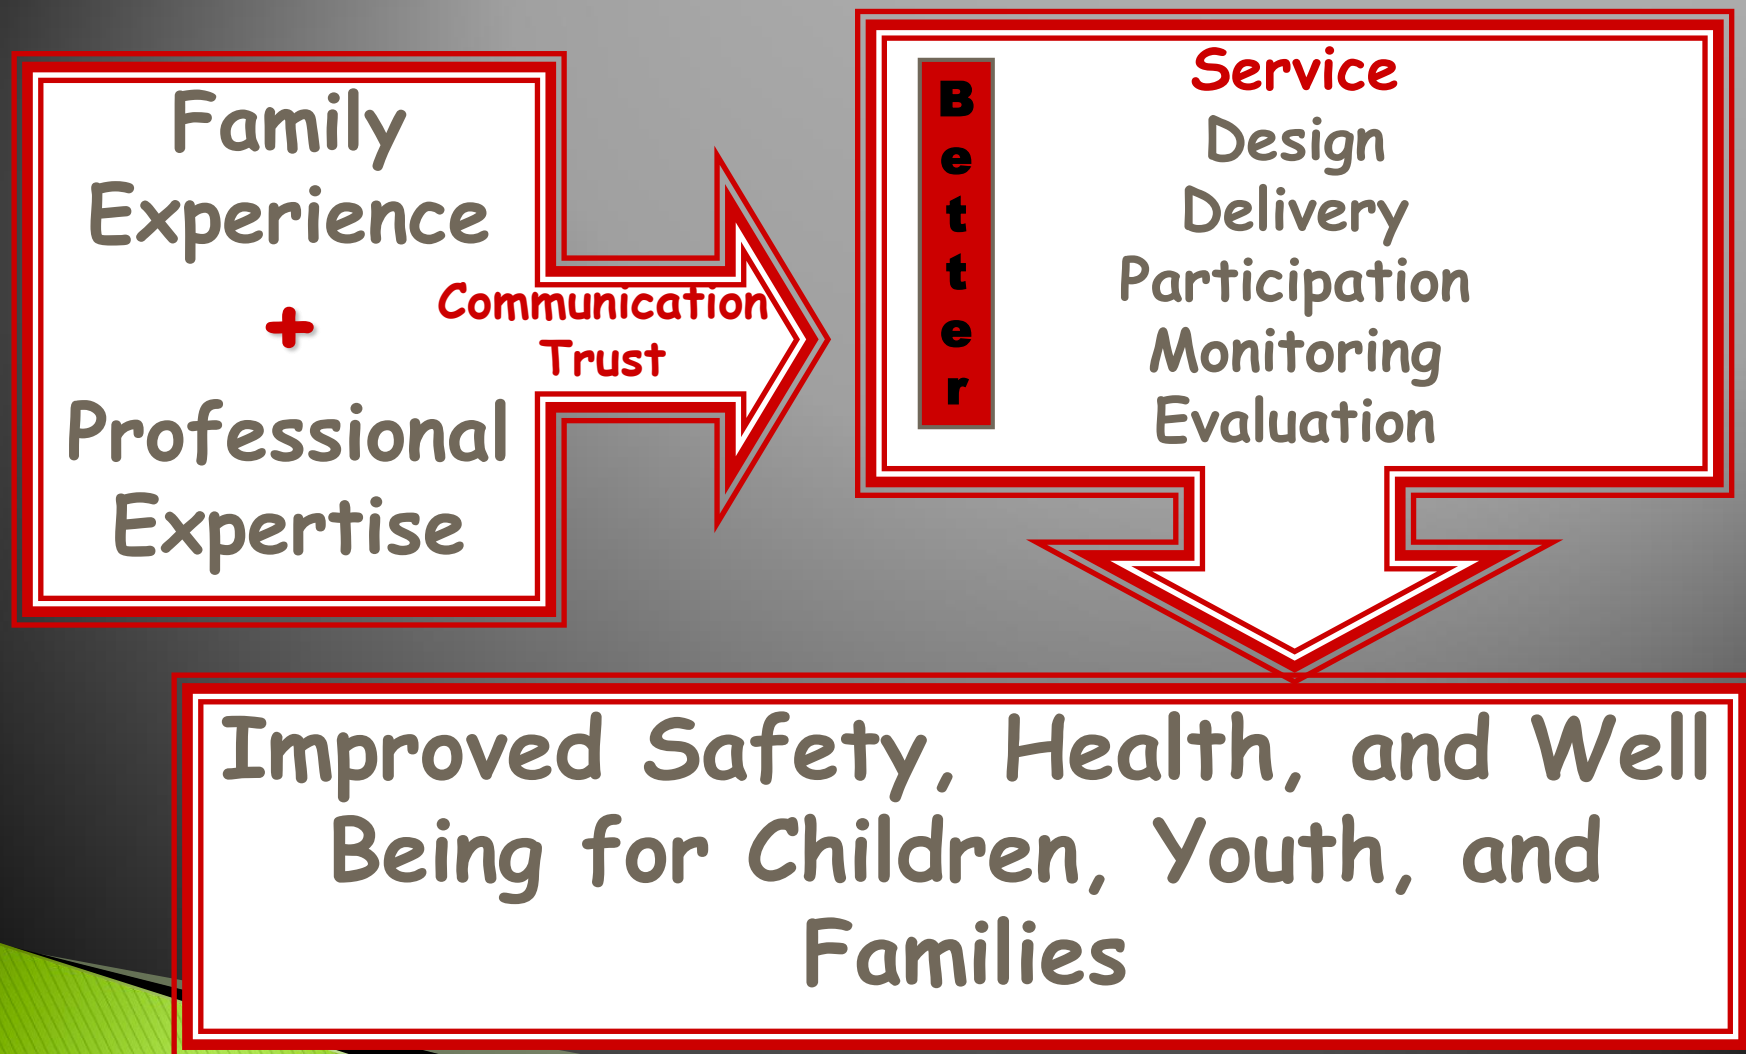 Family
Experience
+
Professional
Expertise
Communication
Trust
Better
Service
Design
Delivery
Participation
Monitoring
Evaluation
Improved Safety, Health, and Well
Being for Children, Youth, and
Families